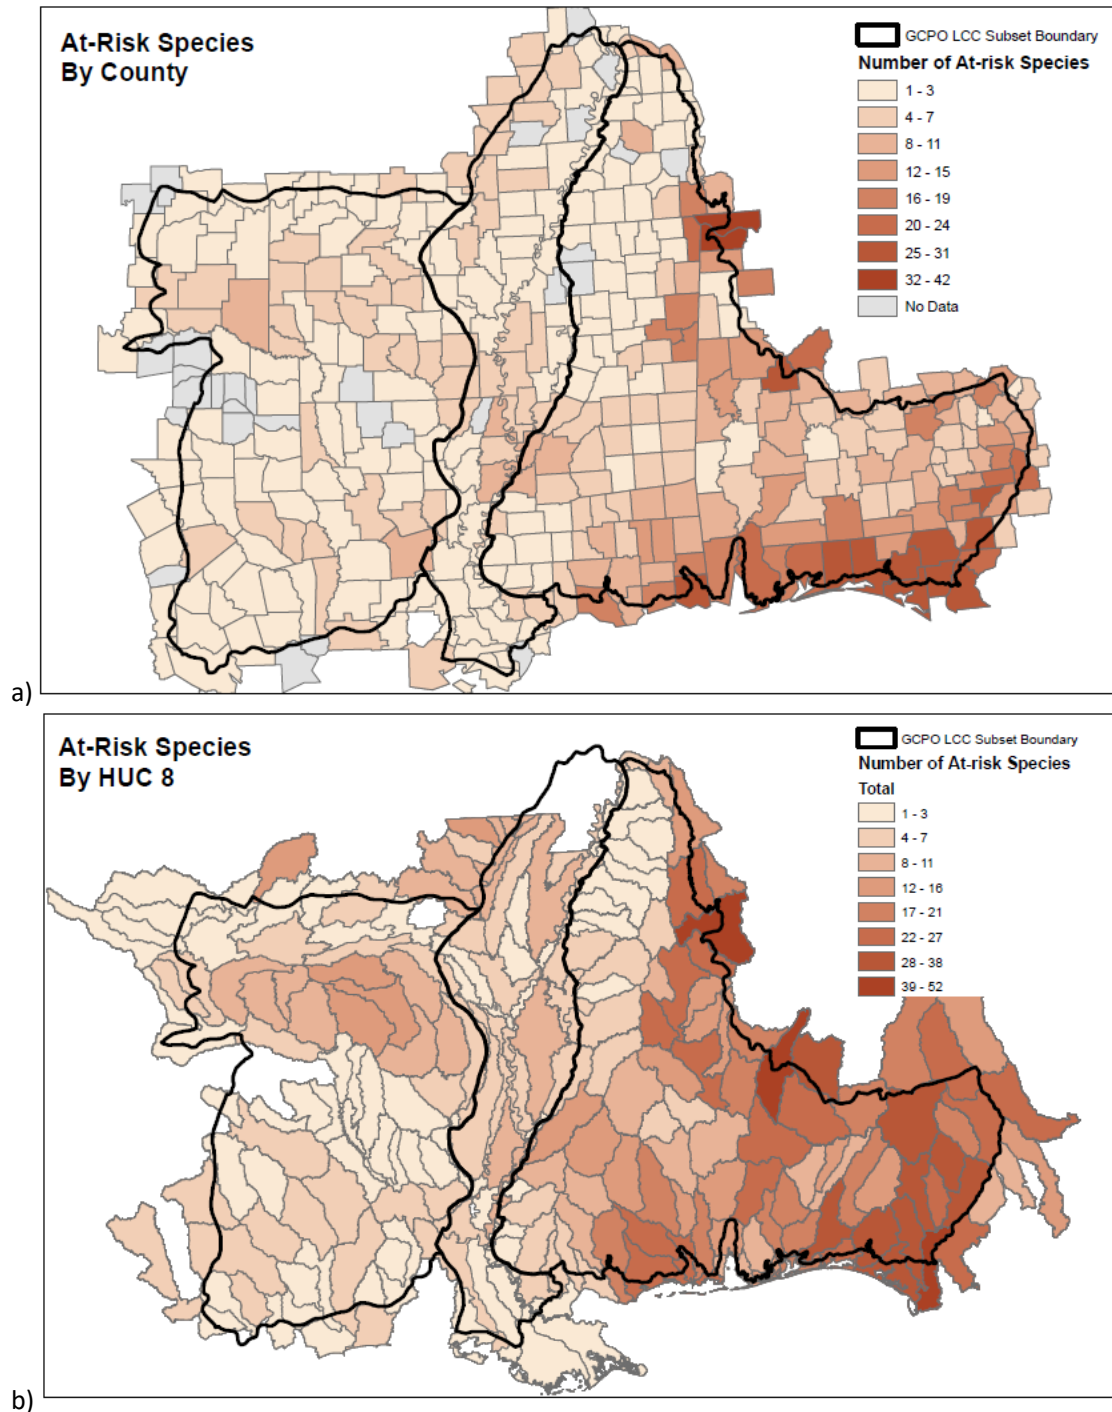 At-Risk Species
By County
GCPO LCC Subset Boundary
Number of At-risk Species
1 - 3
4 - 7
8 - 11
12 - 15
16 - 19
20 - 24
25 - 31
32 - 42
No Data
a)
At-Risk Species
By HUC 8
GCPO LCC Subset Boundary
Number of At-risk Species
Total
1 - 3
4 - 7
8 - 11
12 - 16
17 - 21
22 - 27
28 - 38
39 - 52
b)